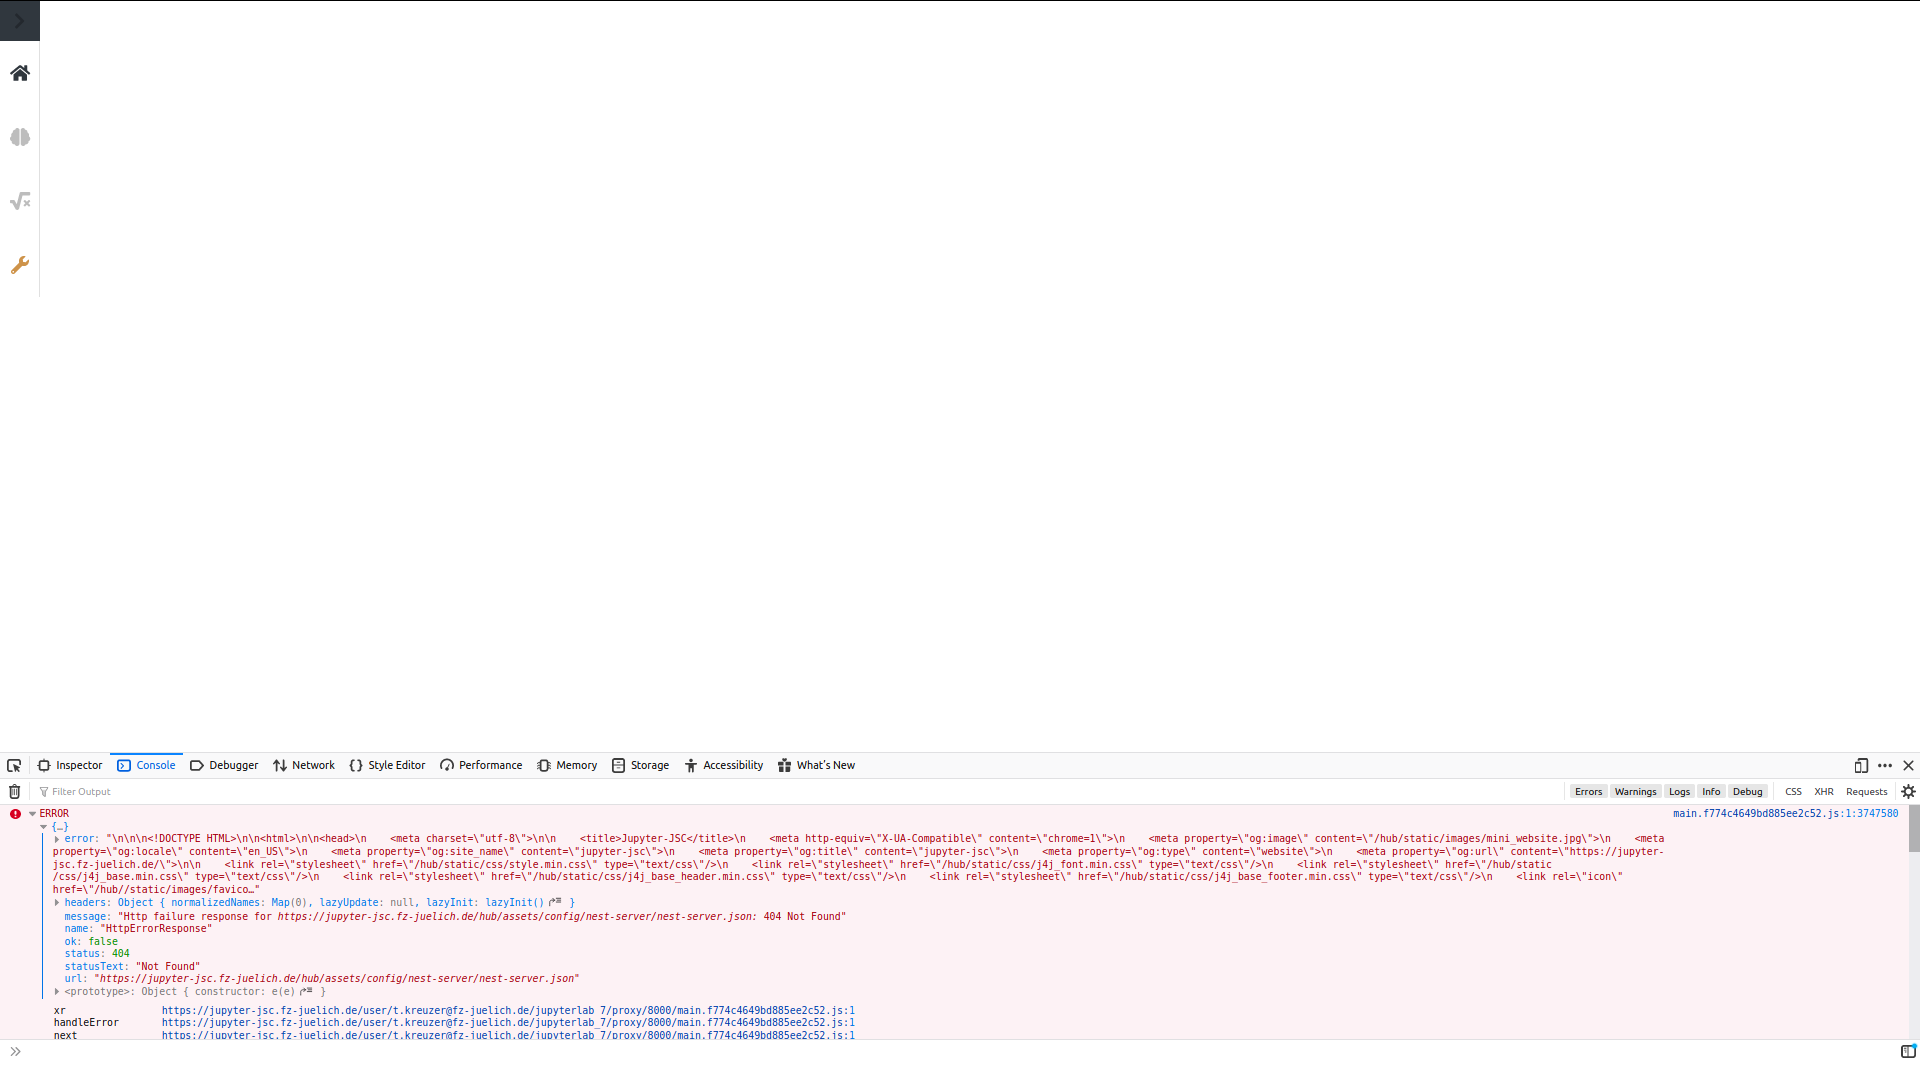 Inspector Console Debugger Network Style Editor Performance Memory Storage Accessibility What's New
Filter Output Errors Warnings Logs Info Debug CSS XHR Requests
ERROR main.f774c4649bd885ee2c52.js:1:3747580
{…}
error: "\n\n\n<!DOCTYPE HTML>\n\n<html>\n\n<head>\n    <meta charset=\"utf-8\">\n\n    <title>Jupyter-JSC</title>\n    <meta http-equiv=\"X-UA-Compatible\" content=\"chrome=1\">\n    <meta property=\"og:image\" content=\"/hub/static/images/mini_website.jpg\">\n    <meta
property=\"og:locale\" content=\"en_US\">\n    <meta property=\"og:site_name\" content=\"jupyter-jsc\">\n    <meta property=\"og:title\" content=\"jupyter-jsc\">\n    <meta property=\"og:type\" content=\"website\">\n    <meta property=\"og:url\" content=\"https://jupyter-
jsc.fz-juelich.de/\">\n\n    <link rel=\"stylesheet\" href=\"/hub/static/css/style.min.css\" type=\"text/css\"/>\n    <link rel=\"stylesheet\" href=\"/hub/static/css/j4j_font.min.css\" type=\"text/css\"/>\n    <link rel=\"stylesheet\" href=\"/hub/static
/css/j4j_base.min.css\" type=\"text/css\"/>\n    <link rel=\"stylesheet\" href=\"/hub/static/css/j4j_base_header.min.css\" type=\"text/css\"/>\n    <link rel=\"stylesheet\" href=\"/hub/static/css/j4j_base_footer.min.css\" type=\"text/css\"/>\n    <link rel=\"icon\"
href=\"/hub//static/images/favico…"
headers: Object { normalizedNames: Map(0), lazyUpdate: null, lazyInit: lazyInit() }
message: "Http failure response for https://jupyter-jsc.fz-juelich.de/hub/assets/config/nest-server/nest-server.json: 404 Not Found"
name: "HttpErrorResponse"
ok: false
status: 404
statusText: "Not Found"
url: "https://jupyter-jsc.fz-juelich.de/hub/assets/config/nest-server/nest-server.json"
<prototype>: Object { constructor: e(e) }
xr https://jupyter-jsc.fz-juelich.de/user/t.kreuzer@fz-juelich.de/jupyterlab_7/proxy/8000/main.f774c4649bd885ee2c52.js:1
handleError https://jupyter-jsc.fz-juelich.de/user/t.kreuzer@fz-juelich.de/jupyterlab_7/proxy/8000/main.f774c4649bd885ee2c52.js:1
next https://jupyter-jsc.fz-juelich.de/user/t.kreuzer@fz-juelich.de/jupyterlab_7/proxy/8000/main.f774c4649bd885ee2c52.js:1